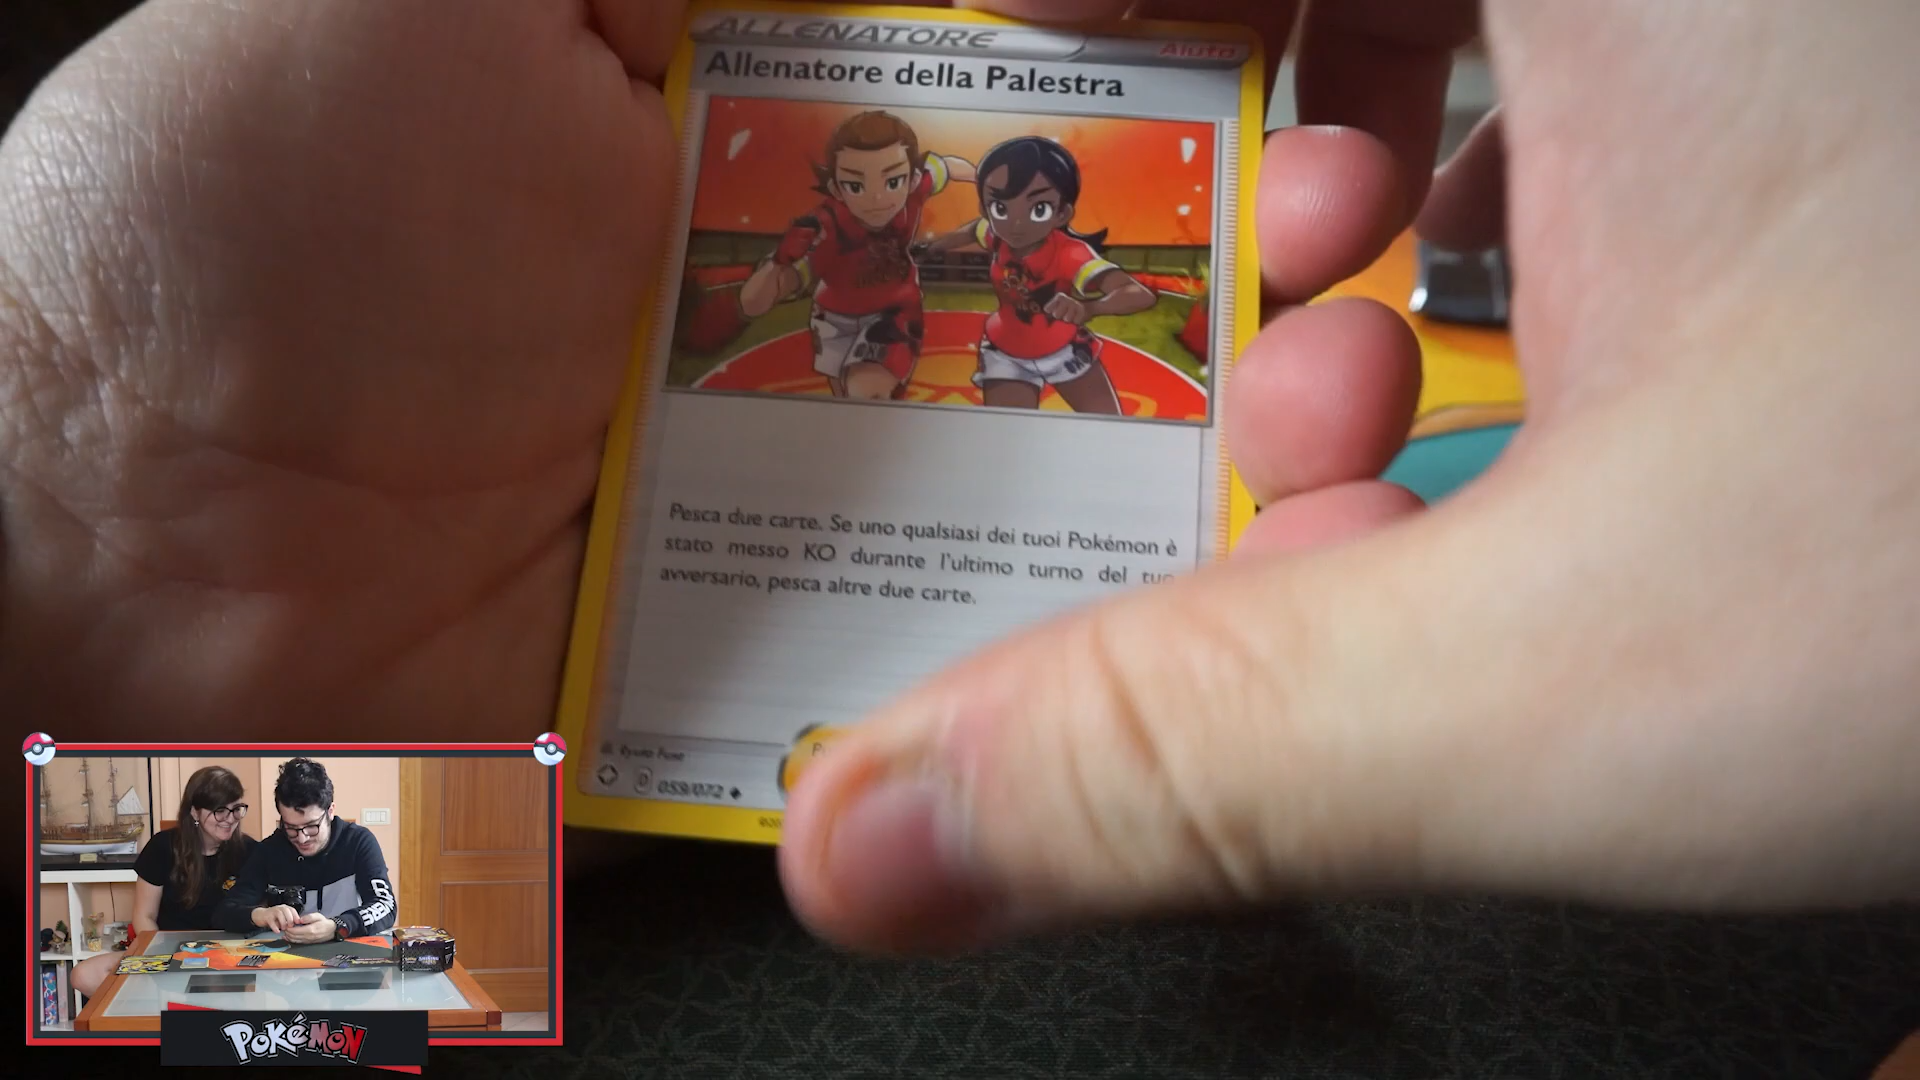 ALLENATORE
Aiuto
Allenatore della Palestra
Pesca due carte. Se uno qualsiasi dei tuoi Pokémon è
stato messo KO durante l'ultimo turno del tuo
avversario, pesca altre due carte.
D 059/072
POKéMON